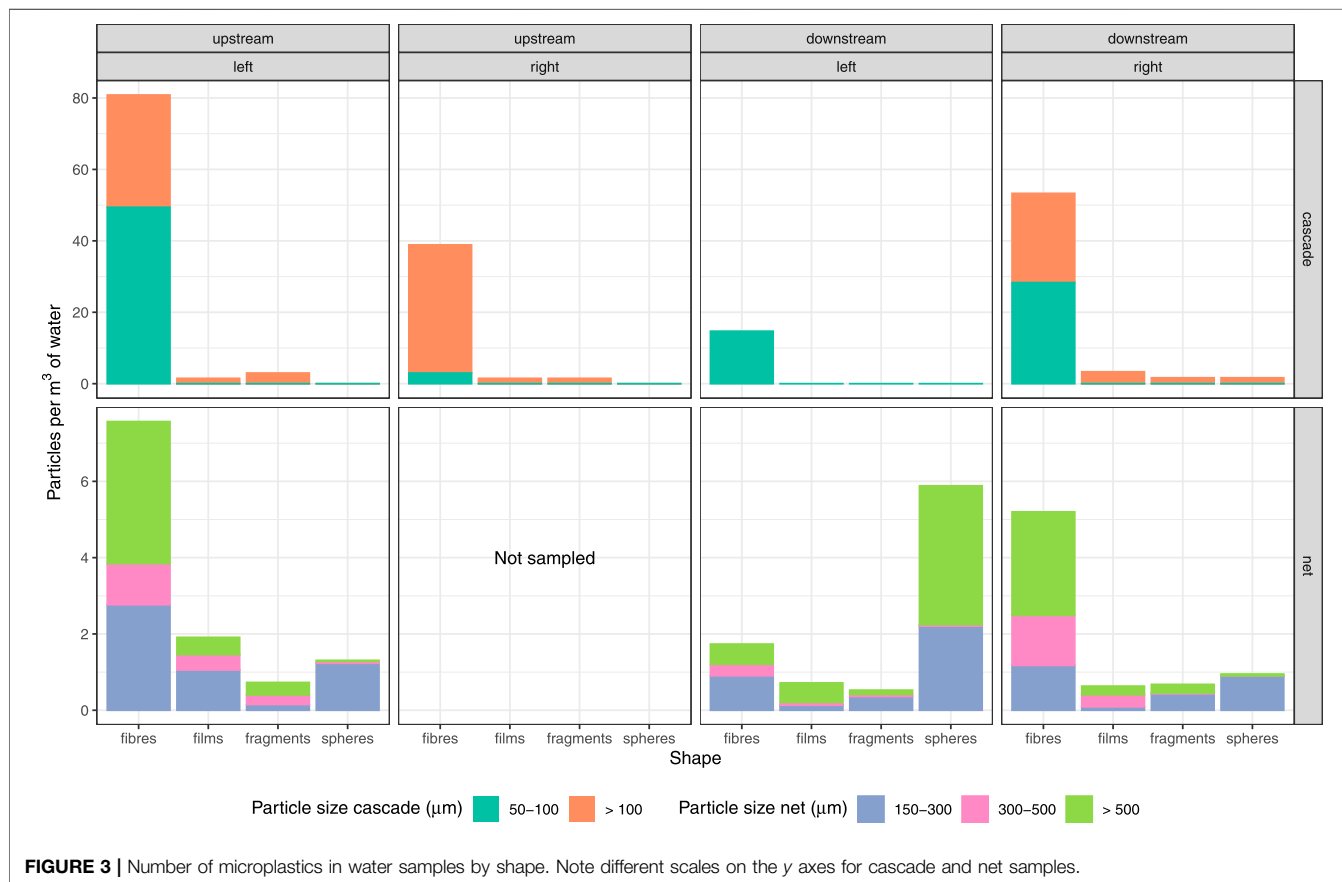 upstream upstream downstream downstream
left right left right
80
60
40
20
0
cascade
Particles per m³ of water
6
4
2
0
Not sampled
net
fibres films fragments spheres fibres films fragments spheres fibres films fragments spheres fibres films fragments spheres
Shape
Particle size cascade (μm) 50–100 > 100 Particle size net (μm) 150–300 300–500 > 500
FIGURE 3 | Number of microplastics in water samples by shape. Note different scales on the y axes for cascade and net samples.